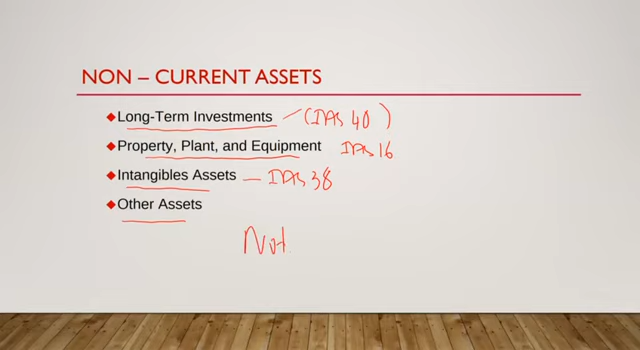 NON – CURRENT ASSETS
◆Long-Term Investments – (IAS 40)
◆Property, Plant, and Equipment IAS 16
◆Intangibles Assets – IAS 38
◆Other Assets
Not